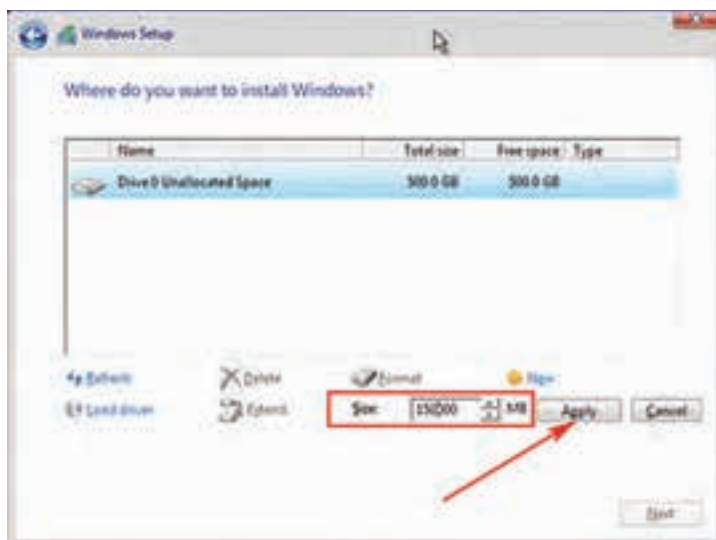 Windows Setup
Where do you want to install Windows?
Name Total size Free space Type
Drive 0 Unallocated Space 500.0 GB 500.0 GB
Refresh Delete Format New
Load driver Extend Size: MB Apply Cancel
Next